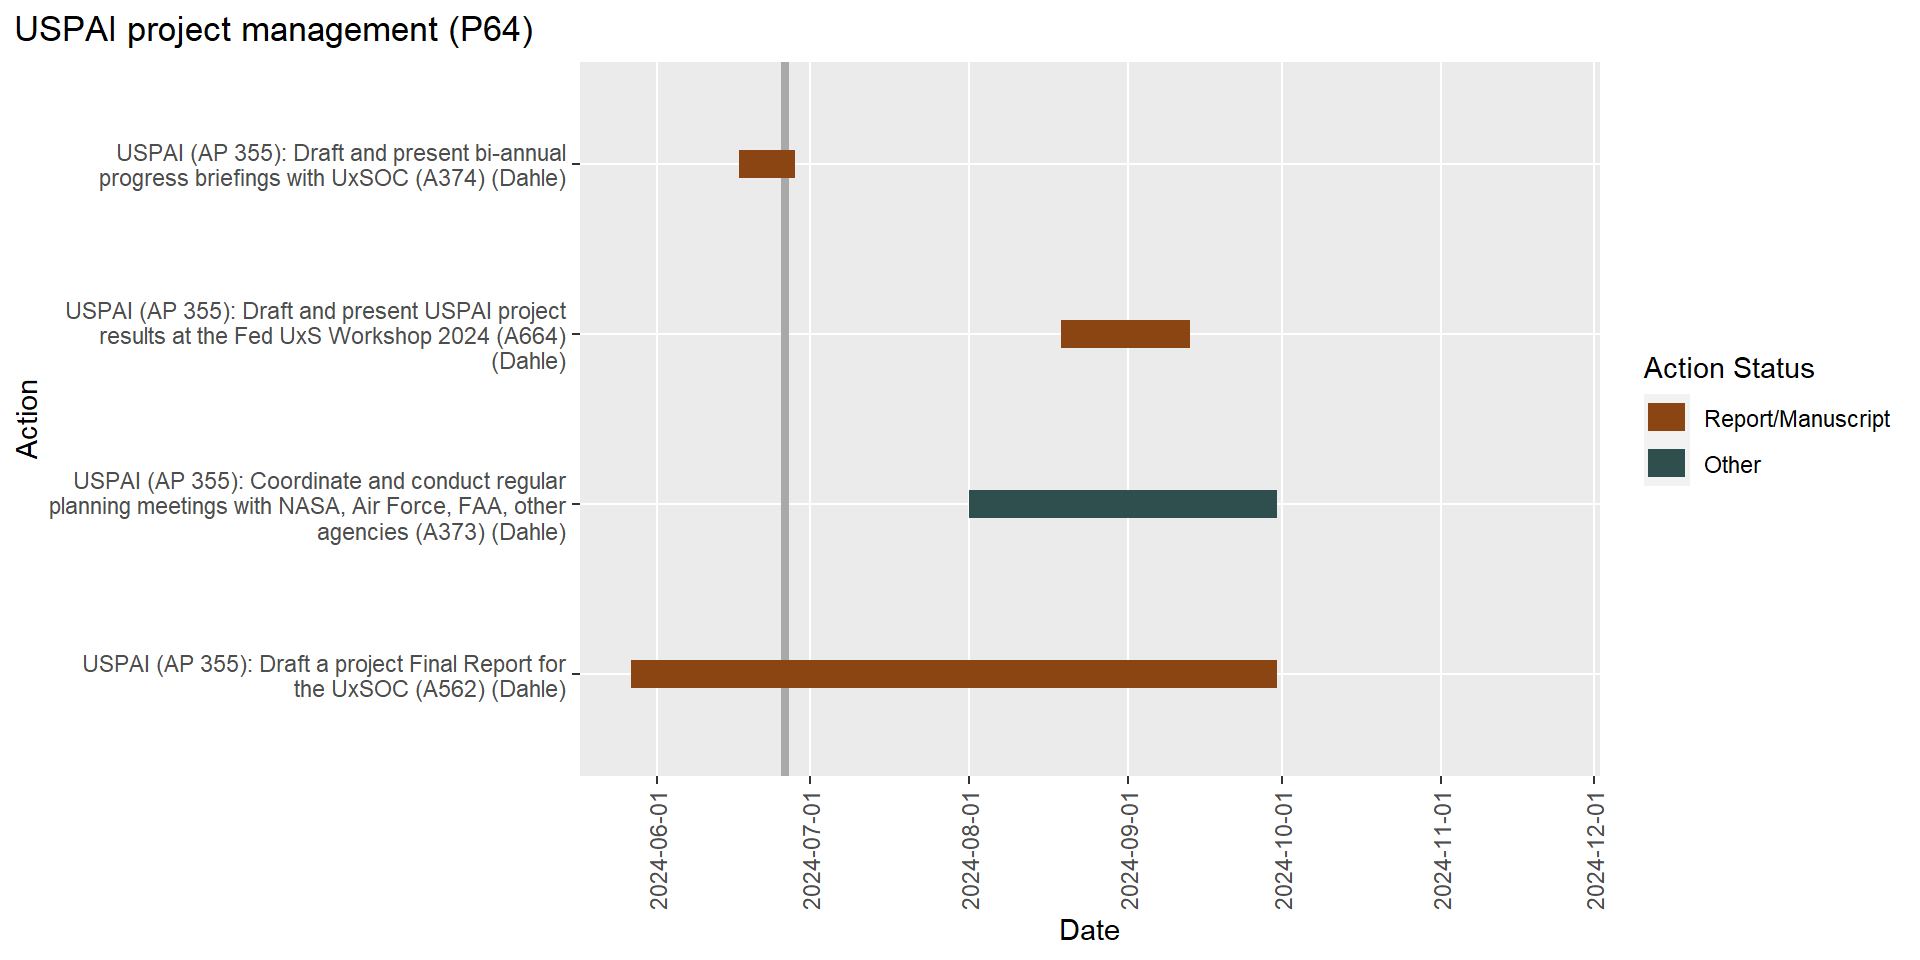 USPAI project management (P64)
USPAI (AP 355): Draft and present bi-annual
progress briefings with UxSOC (A374) (Dahle)
USPAI (AP 355): Draft and present USPAI project
results at the Fed UxS Workshop 2024 (A664)
(Dahle)
USPAI (AP 355): Coordinate and conduct regular
planning meetings with NASA, Air Force, FAA, other
agencies (A373) (Dahle)
USPAI (AP 355): Draft a project Final Report for
the UxSOC (A562) (Dahle)
Action
2024-06-01
2024-07-01
2024-08-01
2024-09-01
2024-10-01
2024-11-01
2024-12-01
Date
Action Status
Report/Manuscript
Other